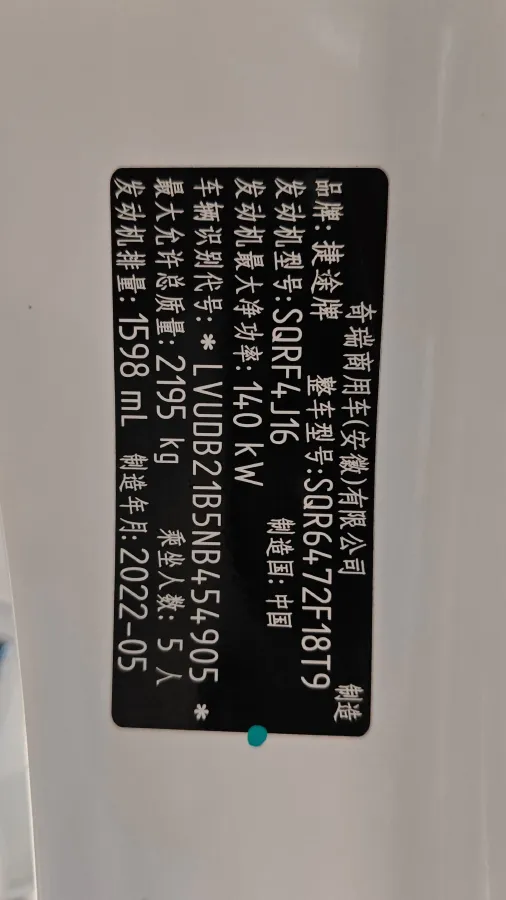 奇瑞商用车(安徽)有限公司 制造
品牌: 捷途牌 整车型号:SQR6472F18T9
发动机型号:SQRF4J16 制造国: 中国
发动机最大净功率: 140 kW
车辆识别代号: * LVUDB21B5NB454905 *
最大允许总质量: 2195 kg 乘坐人数: 5 人
发动机排量: 1598 mL 制造年月: 2022-05